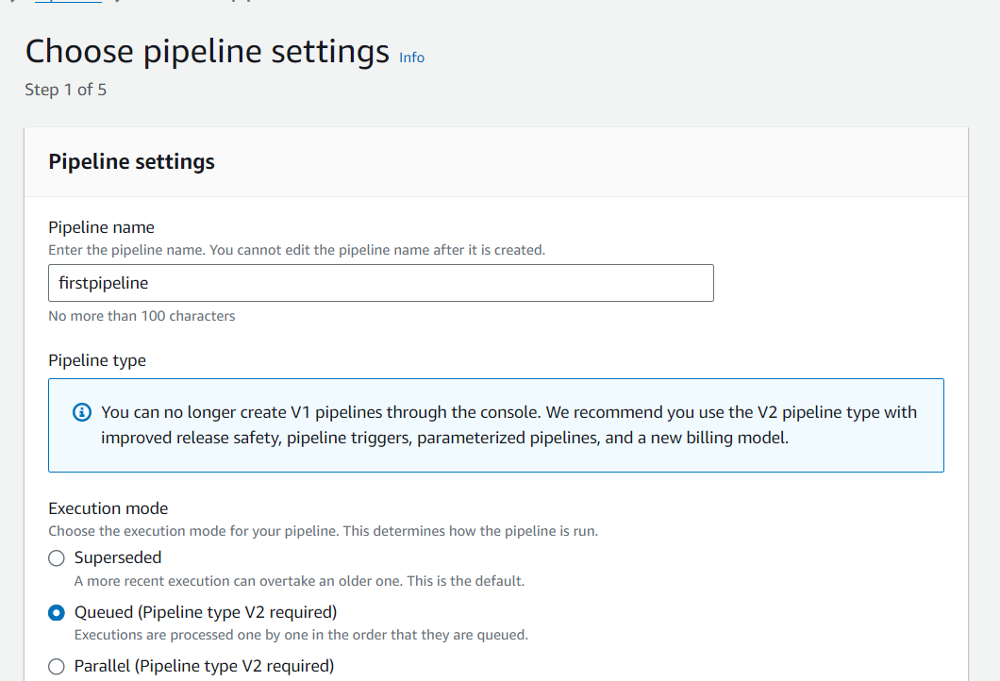 Choose pipeline settings Info
Step 1 of 5
Pipeline settings
Pipeline name
Enter the pipeline name. You cannot edit the pipeline name after it is created.
firstpipeline
No more than 100 characters
Pipeline type
You can no longer create V1 pipelines through the console. We recommend you use the V2 pipeline type with
improved release safety, pipeline triggers, parameterized pipelines, and a new billing model.
Execution mode
Choose the execution mode for your pipeline. This determines how the pipeline is run.
Superseded
A more recent execution can overtake an older one. This is the default.
Queued (Pipeline type V2 required)
Executions are processed one by one in the order that they are queued.
Parallel (Pipeline type V2 required)